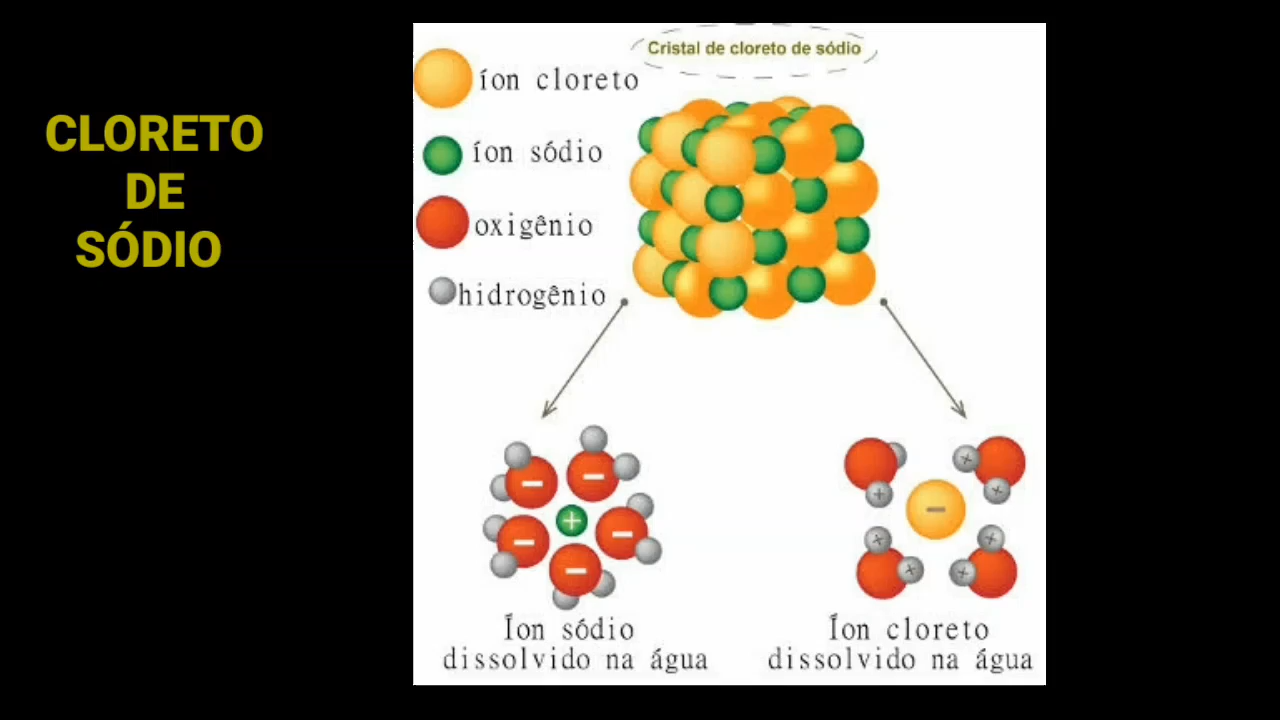 CLORETO
DE
SÓDIO
Cristal de cloreto de sódio
íon cloreto
íon sódio
oxigênio
hidrogênio
− −
+
− −
−
+ +
+ −
+ +
+ +
Íon sódio
dissolvido na água
Íon cloreto
dissolvido na água